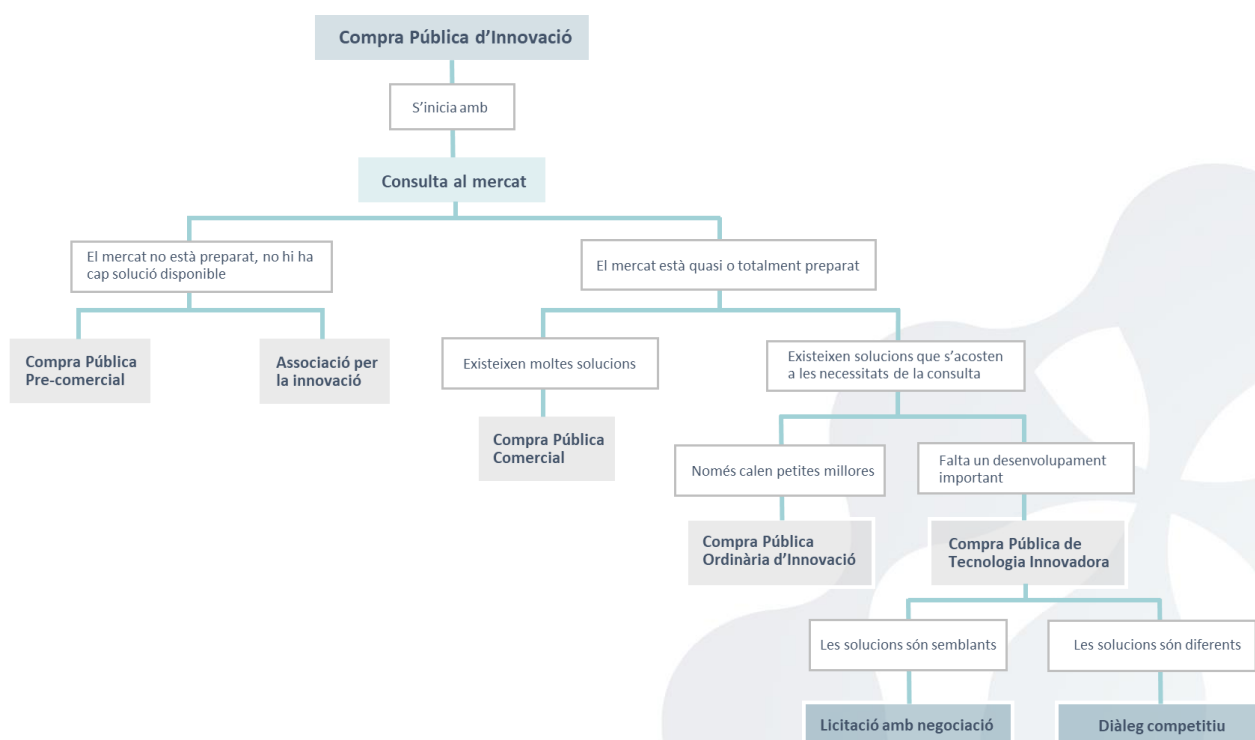 Compra Pública d’Innovació
S’inicia amb
Consulta al mercat
El mercat no està preparat, no hi ha
cap solució disponible
El mercat està quasi o totalment preparat
Compra Pública
Pre-comercial
Associació per
la innovació
Existeixen moltes solucions
Existeixen solucions que s’acosten
a les necessitats de la consulta
Compra Pública
Comercial
Només calen petites millores
Falta un desenvolupament
important
Compra Pública
Ordinària d’Innovació
Compra Pública de
Tecnologia Innovadora
Les solucions són semblants
Les solucions són diferents
Licitació amb negociació
Diàleg competitiu